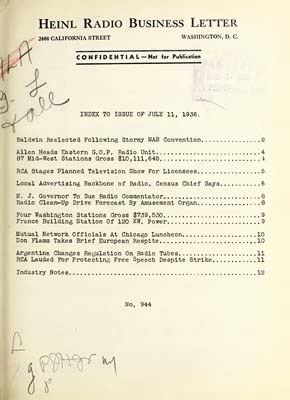 HEINL RADIO BUSINESS LETTER
2400 CALIFORNIA STREET WASHINGTON, D. C.
CONFIDENTIAL—Not for Publication
INDEX TO ISSUE OF JULY 11, 1936.
Baldwin Reelected Following Stormy NAB Convention..............2
Allen Heads Eastern G.O.P. Radio Unit..........................4
87 Mid-West Stations Gross $10,111,645.........................4
RCA Stages Planned Television Show For Licensees...............5
Local Advertising Backbone of Radio, Census Chief Says.........6
N. J. Governor To Sue Radio Commentator........................8
Radio Clean-Up Drive Forecast By Amusement Organ...............8
Four Washington Stations Gross $739,530........................9
France Building Station Of 120 KW. Power.......................9
Mutual Network Officials At Chicago Luncheon..................10
Don Flamm Takes Brief European Respite........................10
Argentina Changes Regulation On Radio Tubes...................11
RCA Lauded For Protecting Free Speech Despite Strike..........11
Industry Notes................................................12
No. 944